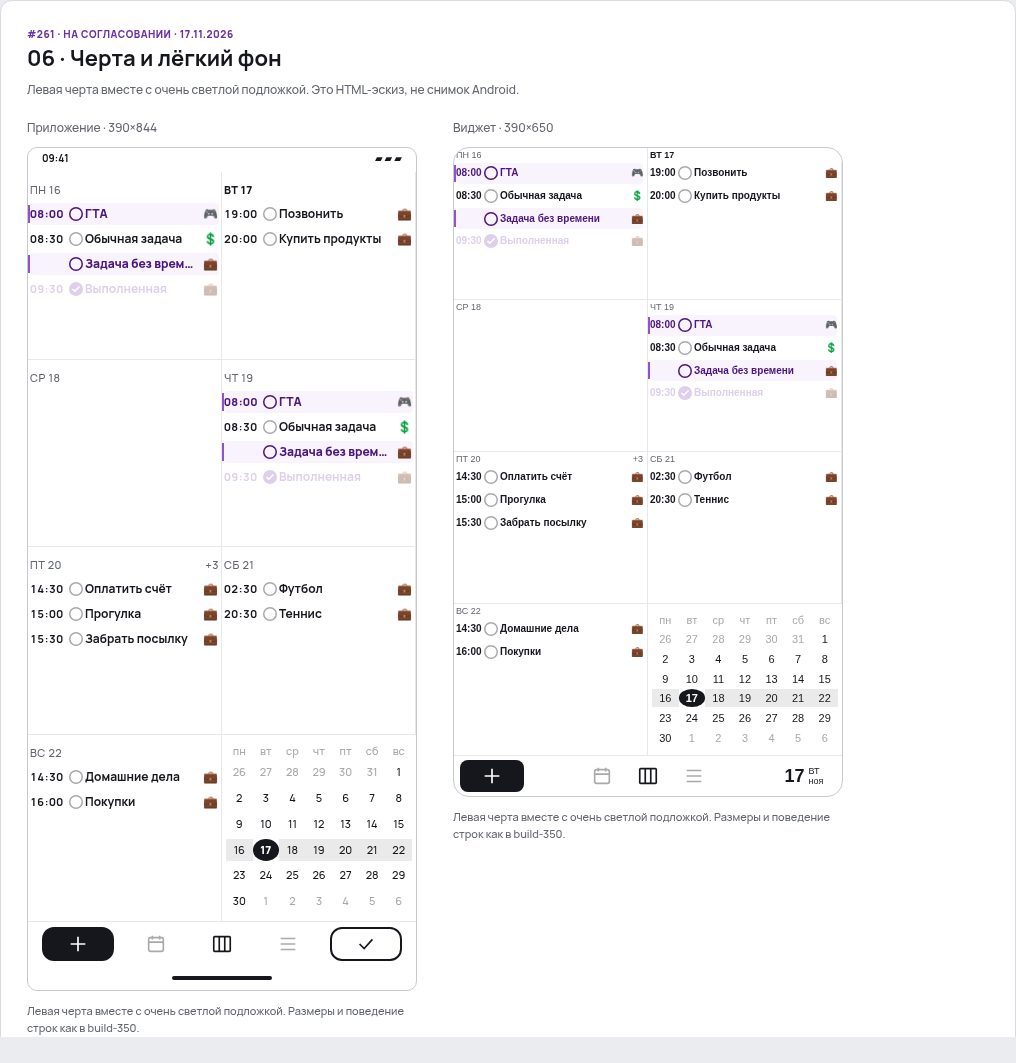 #261 · НА СОГЛАСОВАНИИ · 17.11.2026
06 · Черта и лёгкий фон
Левая черта вместе с очень светлой подложкой. Это HTML-эскиз, не снимок Android.
Приложение · 390×844
09:41
ПН 16
08:00 ГТА
08:30 Обычная задача
Задача без врем…
09:30 Выполненная
ВТ 17
19:00 Позвонить
20:00 Купить продукты
СР 18
ЧТ 19
08:00 ГТА
08:30 Обычная задача
Задача без врем…
09:30 Выполненная
ПТ 20 +3
14:30 Оплатить счёт
15:00 Прогулка
15:30 Забрать посылку
СБ 21
02:30 Футбол
20:30 Теннис
ВС 22
14:30 Домашние дела
16:00 Покупки
пн вт ср чт пт сб вс
26 27 28 29 30 31 1
2 3 4 5 6 7 8
9 10 11 12 13 14 15
16 17 18 19 20 21 22
23 24 25 26 27 28 29
30 1 2 3 4 5 6
Левая черта вместе с очень светлой подложкой. Размеры и поведение
строк как в build-350.
Виджет · 390×650
ПН 16
08:00 ГТА
08:30 Обычная задача
Задача без времени
09:30 Выполненная
ВТ 17
19:00 Позвонить
20:00 Купить продукты
СР 18
ЧТ 19
08:00 ГТА
08:30 Обычная задача
Задача без времени
09:30 Выполненная
ПТ 20 +3
14:30 Оплатить счёт
15:00 Прогулка
15:30 Забрать посылку
СБ 21
02:30 Футбол
20:30 Теннис
ВС 22
14:30 Домашние дела
16:00 Покупки
пн вт ср чт пт сб вс
26 27 28 29 30 31 1
2 3 4 5 6 7 8
9 10 11 12 13 14 15
16 17 18 19 20 21 22
23 24 25 26 27 28 29
30 1 2 3 4 5 6
17 ВТ
ноя
Левая черта вместе с очень светлой подложкой. Размеры и поведение
строк как в build-350.